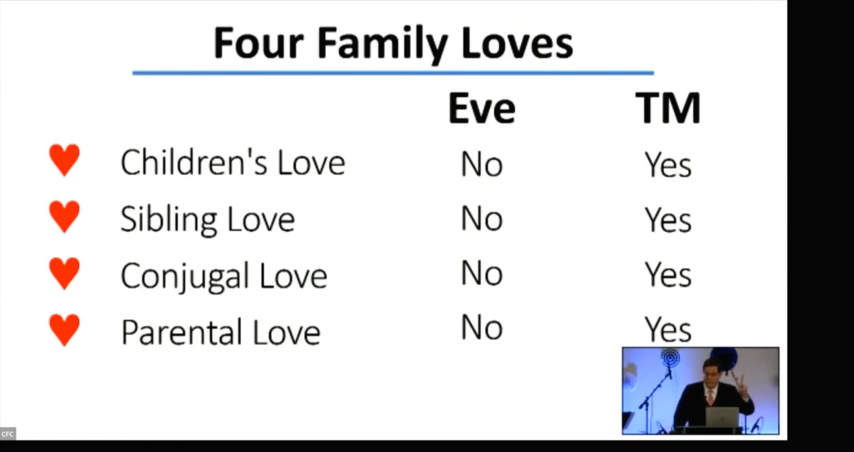 Four Family Loves
Eve TM
♥ Children's Love No Yes
♥ Sibling Love No Yes
♥ Conjugal Love No Yes
♥ Parental Love No Yes
CFC